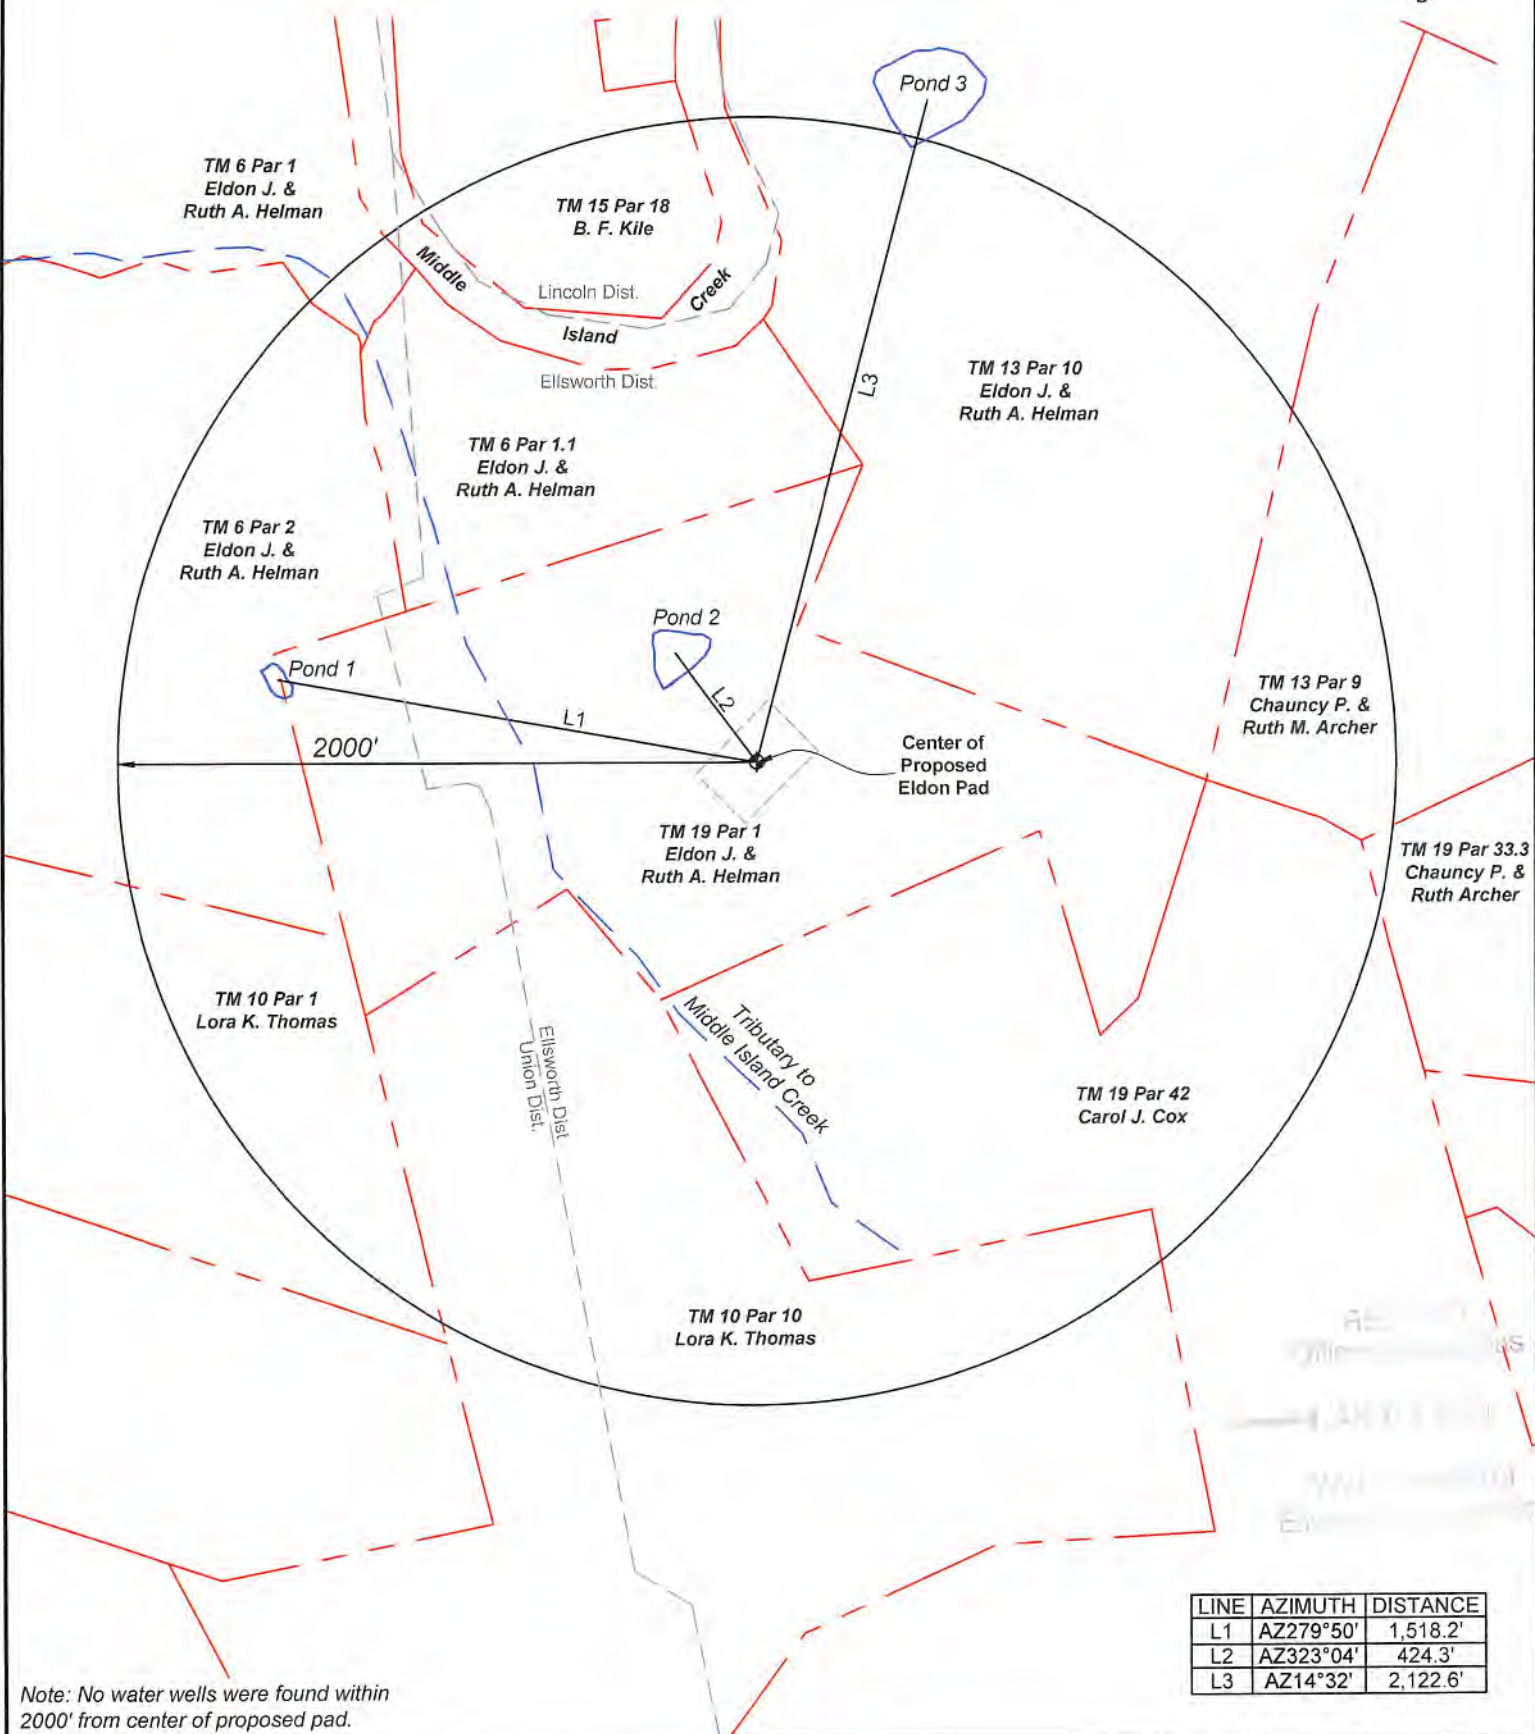 Pond 3
TM 6 Par 1
Eldon J. &
Ruth A. Helman
TM 15 Par 18
B. F. Kile
Middle
Island
Creek
Lincoln Dist.
Ellsworth Dist.
L3
TM 13 Par 10
Eldon J. &
Ruth A. Helman
TM 6 Par 1.1
Eldon J. &
Ruth A. Helman
TM 6 Par 2
Eldon J. &
Ruth A. Helman
Pond 2
Pond 1
L2
L1
2000'
TM 13 Par 9
Chauncy P. &
Ruth M. Archer
Center of
Proposed
Eldon Pad
TM 19 Par 1
Eldon J. &
Ruth A. Helman
TM 19 Par 33.3
Chauncy P. &
Ruth Archer
TM 10 Par 1
Lora K. Thomas
Ellsworth Dist
Union Dist.
Tributary to
Middle Island Creek
TM 19 Par 42
Carol J. Cox
TM 10 Par 10
Lora K. Thomas
LINE AZIMUTH DISTANCE
L1 AZ279°50' 1,518.2'
L2 AZ323°04' 424.3'
L3 AZ14°32' 2,122.6'
Note: No water wells were found within
2000' from center of proposed pad.